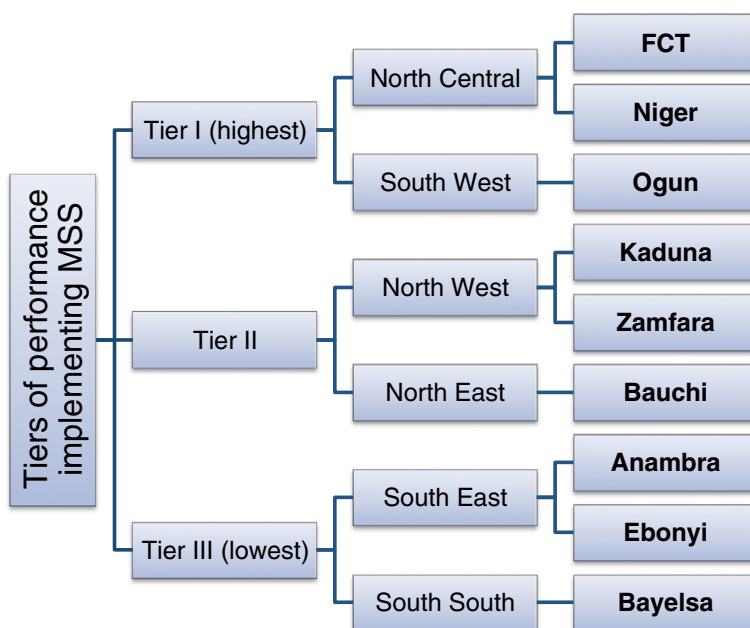 Tiers of performance
implementing MSS
Tier I (highest)
North Central
FCT
Niger
South West
Ogun
Tier II
North West
Kaduna
Zamfara
North East
Bauchi
Tier III (lowest)
South East
Anambra
Ebonyi
South South
Bayelsa